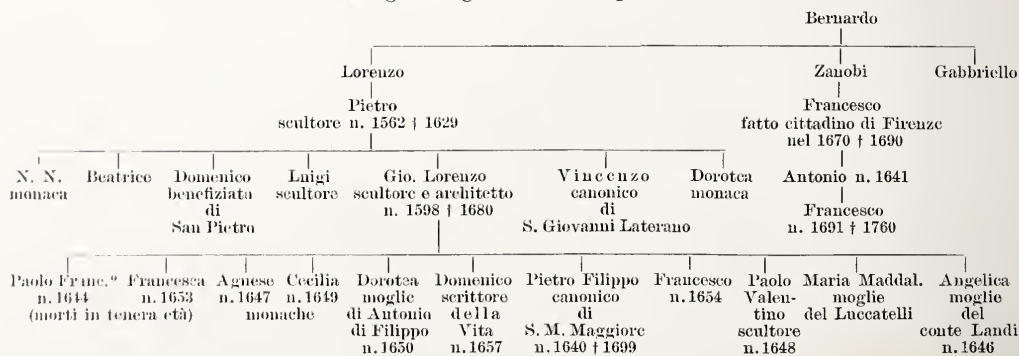 Bernardo
Lorenzo Zanobi Gabbriello
Pietro Francesco
scultore n. 1562 † 1629 fatto cittadino di Firenze
nel 1670 † 1690
N. N. Beatrice Domenico Luigi Gio. Lorenzo Vincenzo Dorotea Antonio n. 1641
monaca benefiziato scultore scultore e architetto canonico monaca
di n. 1598 † 1680 di Francesco
San Pietro S. Giovanni Laterano n. 1691 † 1760
Paolo Franc.º Francesca Agnese Cecilia Dorotea Domenico Pietro Filippo Francesco Paolo Maria Maddal. Angelica
n. 1644 n. 1653 n. 1647 n. 1649 moglie scrittore canonico n. 1654 Valen- moglie moglie
(morti in tenera età) monache di Antonio della di tino del Luccatelli del
di Filippo Vita S. M. Maggiore scultore conte Landi
n. 1650 n. 1657 n. 1640 † 1699 n. 1648 n. 1646